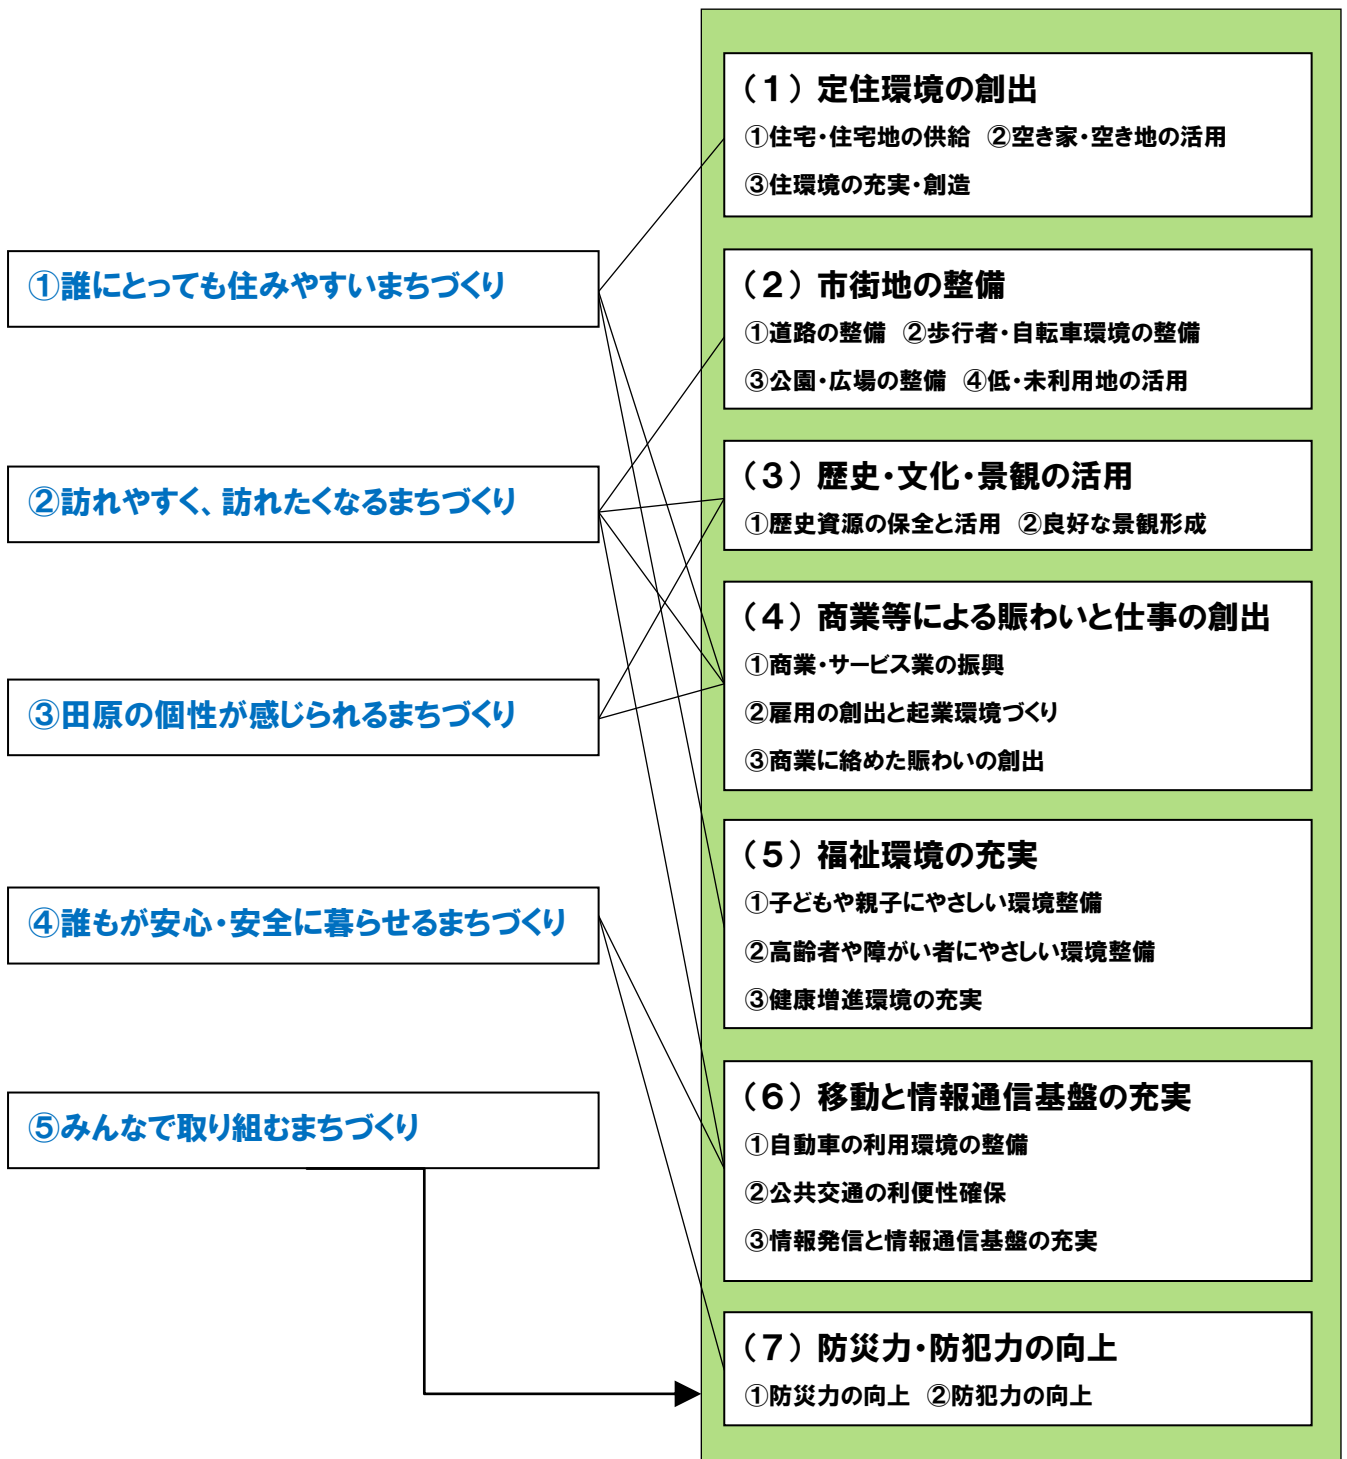 ①誰にとっても住みやすいまちづくり
②訪れやすく、訪れたくなるまちづくり
③田原の個性が感じられるまちづくり
④誰もが安心・安全に暮らせるまちづくり
⑤みんなで取り組むまちづくり
(1)定住環境の創出
①住宅・住宅地の供給 ②空き家・空き地の活用
③住環境の充実・創造
(2)市街地の整備
①道路の整備 ②歩行者・自転車環境の整備
③公園・広場の整備 ④低・未利用地の活用
(3)歴史・文化・景観の活用
①歴史資源の保全と活用 ②良好な景観形成
(4)商業等による賑わいと仕事の創出
①商業・サービス業の振興
②雇用の創出と起業環境づくり
③商業に絡めた賑わいの創出
(5)福祉環境の充実
①子どもや親子にやさしい環境整備
②高齢者や障がい者にやさしい環境整備
③健康増進環境の充実
(6)移動と情報通信基盤の充実
①自動車の利用環境の整備
②公共交通の利便性確保
③情報発信と情報通信基盤の充実
(7)防災力・防犯力の向上
①防災力の向上 ②防犯力の向上